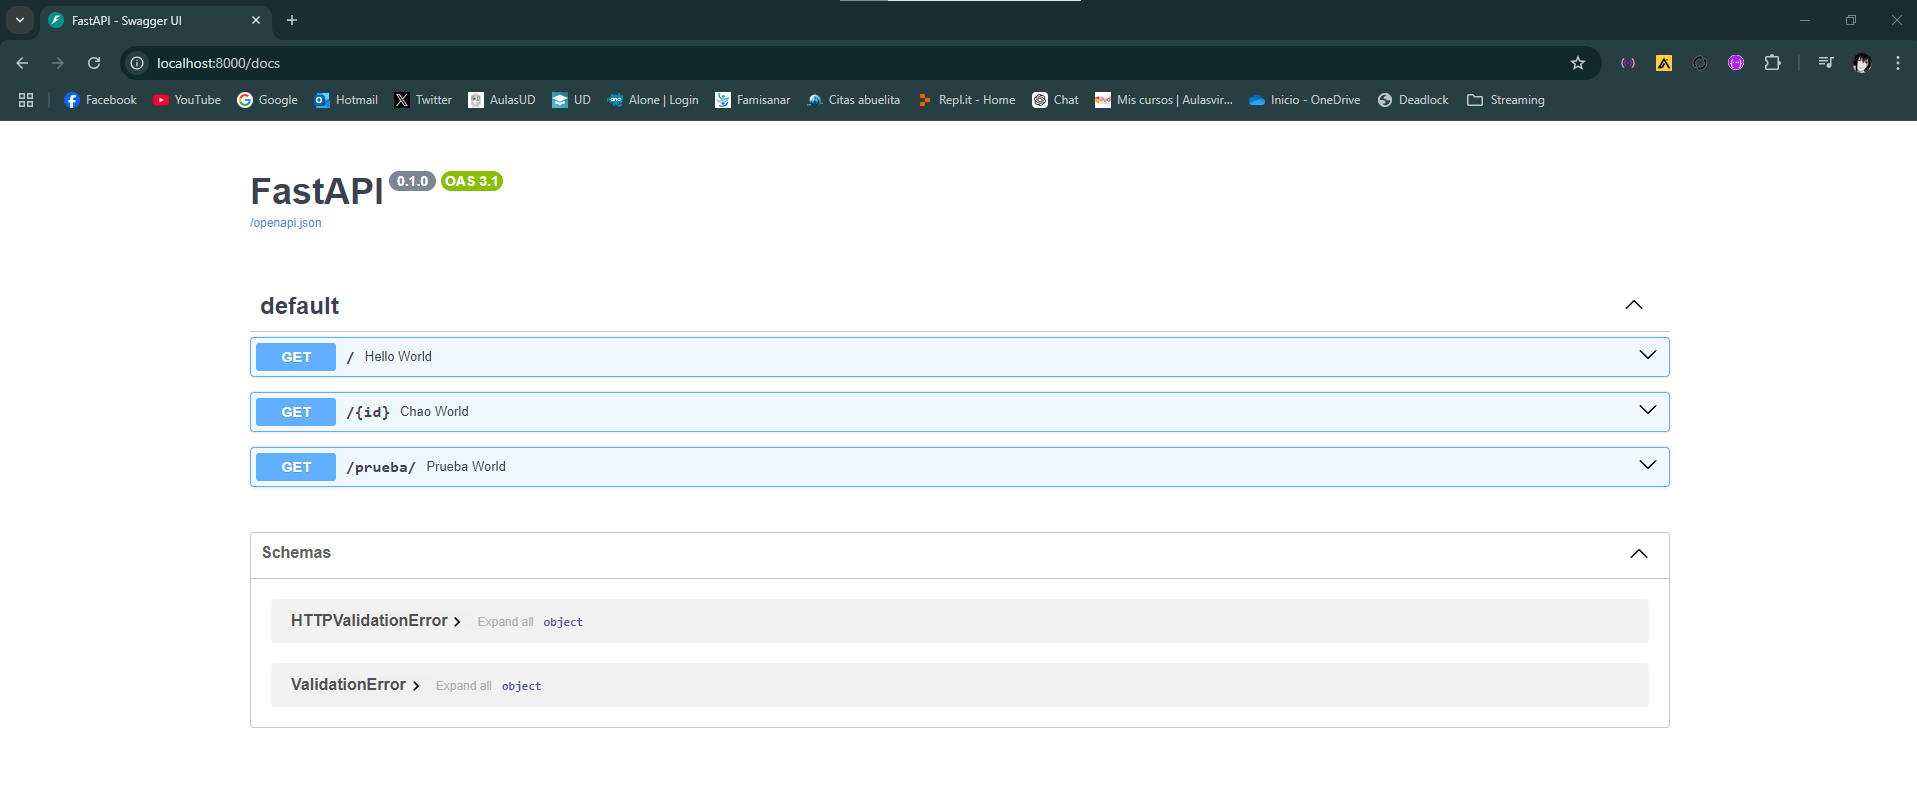 FastAPI - Swagger UI
localhost:8000/docs
Facebook YouTube Google Hotmail Twitter AulasUD UD Alone | Login Famisanar Citas abuelita Repl.it - Home Chat Mis cursos | Aulasvir... Inicio - OneDrive Deadlock Streaming
FastAPI 0.1.0 OAS 3.1
/openapi.json
default
GET / Hello World
GET /{id} Chao World
GET /prueba/ Prueba World
Schemas
HTTPValidationError Expand all object
ValidationError Expand all object